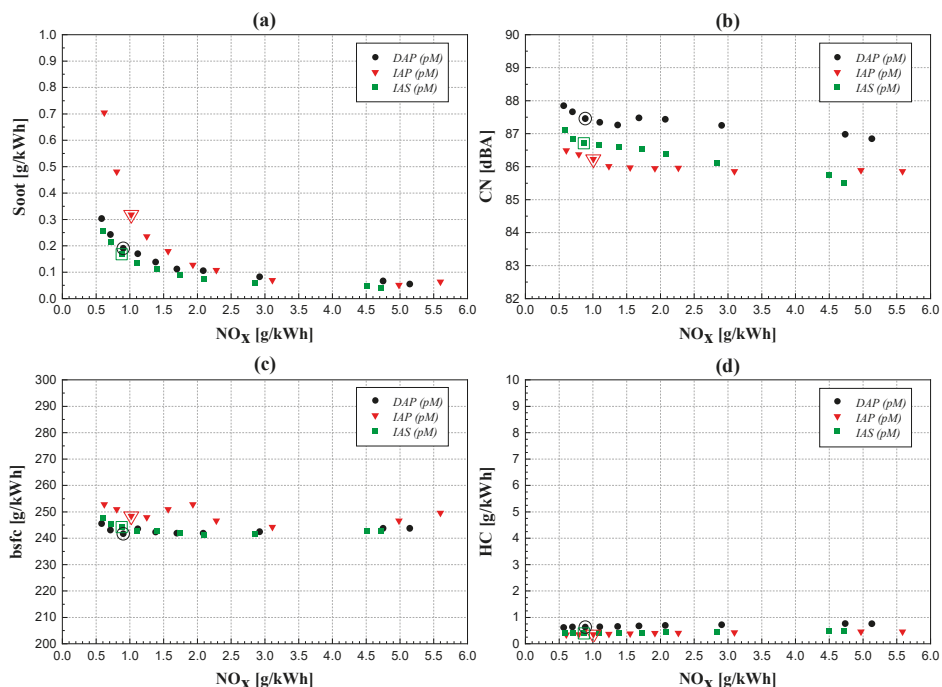 (a)
Soot [g/kWh]
1.0
0.9
0.8
0.7
0.6
0.5
0.4
0.3
0.2
0.1
0.0
DAP (pM)
IAP (pM)
IAS (pM)
0.0 0.5 1.0 1.5 2.0 2.5 3.0 3.5 4.0 4.5 5.0 5.5 6.0
NOX [g/kWh]
(b)
CN [dBA]
90
89
88
87
86
85
84
83
82
DAP (pM)
IAP (pM)
IAS (pM)
0.0 0.5 1.0 1.5 2.0 2.5 3.0 3.5 4.0 4.5 5.0 5.5 6.0
NOX [g/kWh]
(c)
bsfc [g/kWh]
300
290
280
270
260
250
240
230
220
210
200
DAP (pM)
IAP (pM)
IAS (pM)
0.0 0.5 1.0 1.5 2.0 2.5 3.0 3.5 4.0 4.5 5.0 5.5 6.0
NOX [g/kWh]
(d)
HC [g/kWh]
10
9
8
7
6
5
4
3
2
1
0
DAP (pM)
IAP (pM)
IAS (pM)
0.0 0.5 1.0 1.5 2.0 2.5 3.0 3.5 4.0 4.5 5.0 5.5 6.0
NOX [g/kWh]